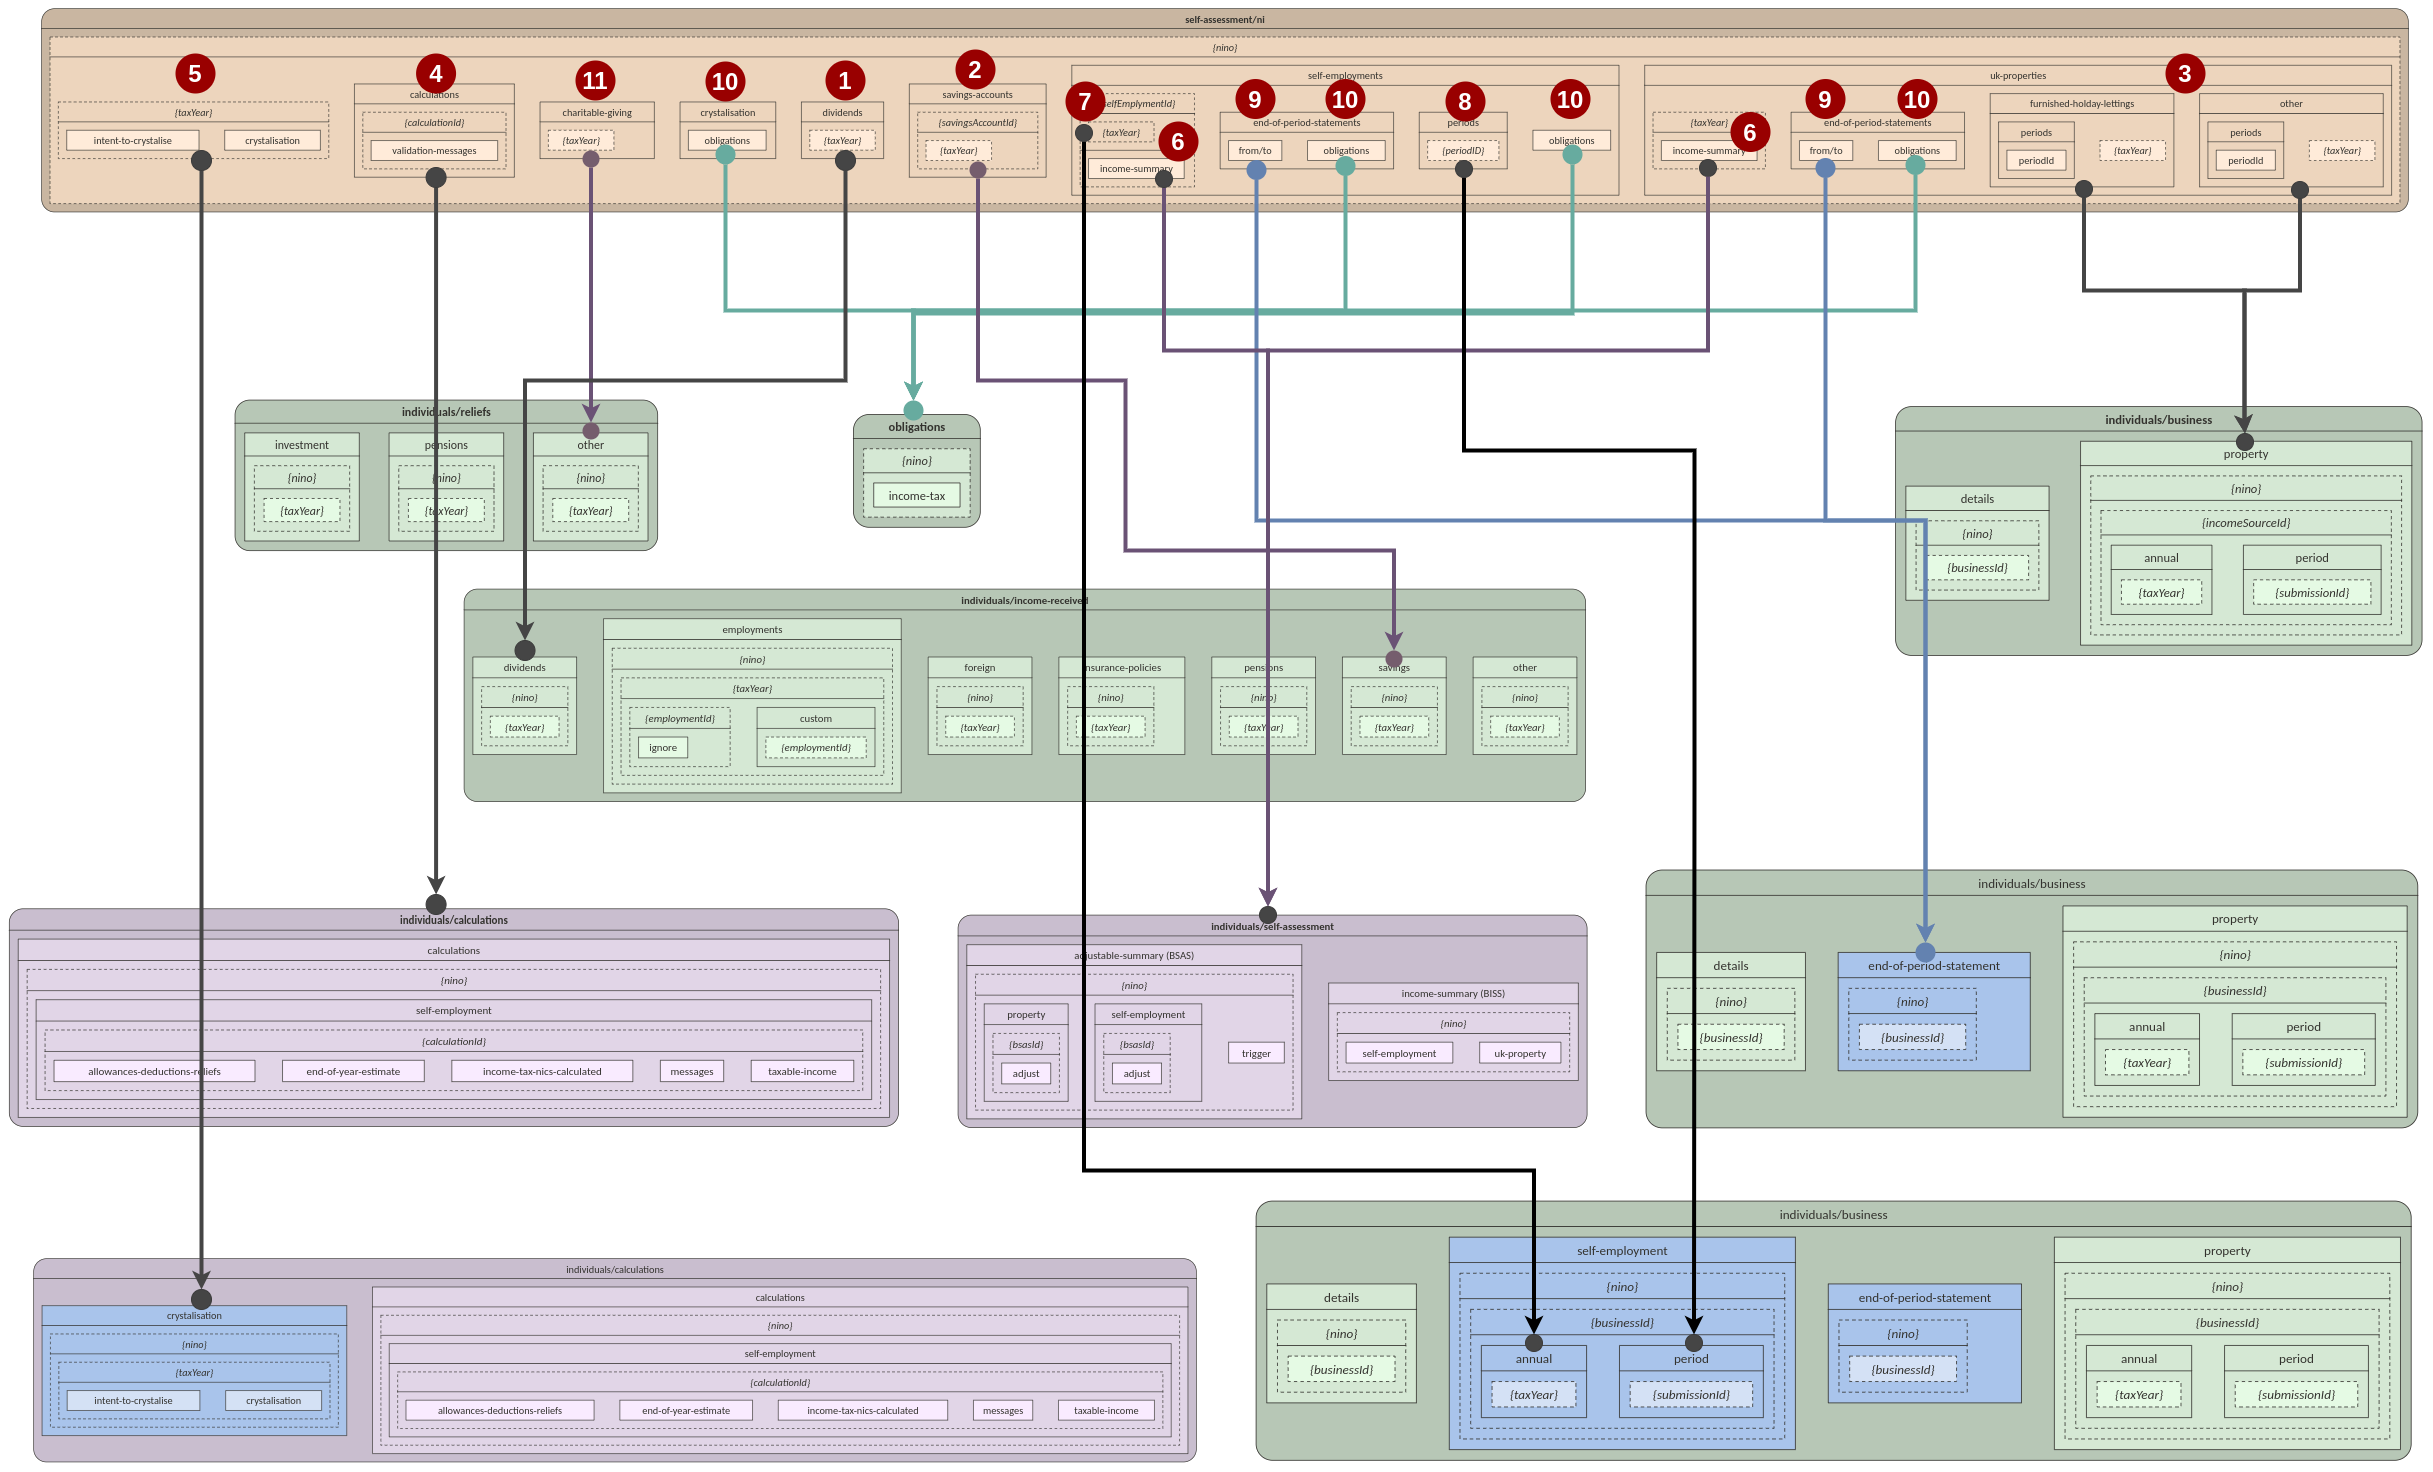 self-assessment/ni
{nino}
5
4
11
10
1
2
7
9
10
8
10
9
10
3
6
6
{taxYear}
intent-to-crystalise
crystalisation
calculations
{calculationId}
validation-messages
charitable-giving
{taxYear}
crystalisation
obligations
dividends
{taxYear}
savings-accounts
{savingsAccountId}
{taxYear}
self-employments
selfEmplymentId}
{taxYear}
income-summary
end-of-period-statements
from/to
obligations
periods
{periodID}
obligations
uk-properties
{taxYear}
income-summary
end-of-period-statements
from/to
obligations
furnished-holday-lettings
periods
periodId
{taxYear}
other
periods
periodId
{taxYear}
individuals/reliefs
investment
{nino}
{taxYear}
pensions
{nino}
{taxYear}
other
{nino}
{taxYear}
obligations
{nino}
income-tax
individuals/business
details
{nino}
{businessId}
property
{nino}
{incomeSourceId}
annual
{taxYear}
period
{submissionId}
individuals/income-received
dividends
{nino}
{taxYear}
employments
{nino}
{taxYear}
{employmentId}
ignore
custom
{employmentId}
foreign
{nino}
{taxYear}
insurance-policies
{nino}
{taxYear}
pensions
{nino}
{taxYear}
savings
{nino}
{taxYear}
other
{nino}
{taxYear}
individuals/calculations
calculations
{nino}
self-employment
{calculationId}
allowances-deductions-reliefs
end-of-year-estimate
income-tax-nics-calculated
messages
taxable-income
individuals/self-assessment
adjustable-summary (BSAS)
{nino}
property
{bsasId}
adjust
self-employment
{bsasId}
adjust
trigger
income-summary (BISS)
{nino}
self-employment
uk-property
individuals/business
details
{nino}
{businessId}
end-of-period-statement
{nino}
{businessId}
property
{nino}
{businessId}
annual
{taxYear}
period
{submissionId}
individuals/calculations
crystalisation
{nino}
{taxYear}
intent-to-crystalise
crystalisation
calculations
{nino}
self-employment
{calculationId}
allowances-deductions-reliefs
end-of-year-estimate
income-tax-nics-calculated
messages
taxable-income
individuals/business
details
{nino}
{businessId}
self-employment
{nino}
{businessId}
annual
{taxYear}
period
{submissionId}
end-of-period-statement
{nino}
{businessId}
property
{nino}
{businessId}
annual
{taxYear}
period
{submissionId}